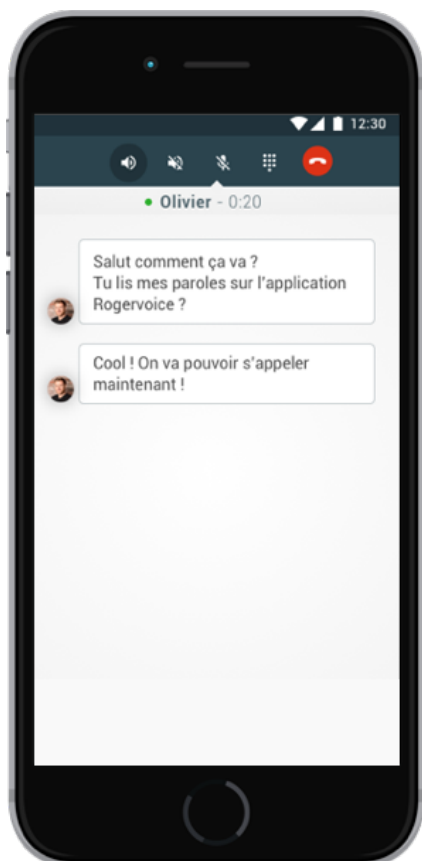 12:30
Olivier - 0:20
Salut comment ça va ?
Tu lis mes paroles sur l'application
Rogervoice ?
Cool ! On va pouvoir s'appeler
maintenant !